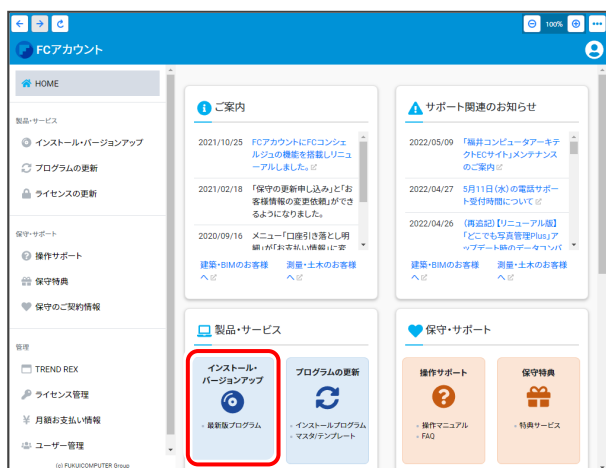 100%
FCアカウント
HOME
製品・サービス
インストール・バージョンアップ
プログラムの更新
ライセンスの更新
保守・サポート
操作サポート
保守特典
保守のご契約情報
管理
TREND REX
ライセンス管理
月額お支払い情報
ユーザー管理
(c) FUKUICOMPUTER Group
ご案内
2021/10/25 FCアカウントにFCコンシェ
ルジュの機能を搭載しリニュ
ーアルしました。
2021/02/18 「保守の更新申し込み」と「お
客様情報の変更依頼」ができ
るようになりました。
2020/09/16 メニュー「口座引き落とし明
細」が「お支払い情報」に変
建築・BIMのお客様
へ
測量・土木のお客様
へ
サポート関連のお知らせ
2022/05/09 「福井コンピュータアーキテ
クトECサイト」メンテナンス
のご案内
2022/04/27 5月11日(水)の電話サポー
ト受付時間について
2022/04/26 (再追記)【リニューアル版】
「どこでも写真管理Plus」ア
ップデート時のデータコンバ
建築・BIMのお客様
へ
測量・土木のお客様
へ
製品・サービス
インストール・
バージョンアップ
・最新版プログラム
プログラムの更新
・インストールプログラム
・マスタ/テンプレート
保守・サポート
操作サポート
・操作マニュアル
・FAQ
保守特典
・特典サービス